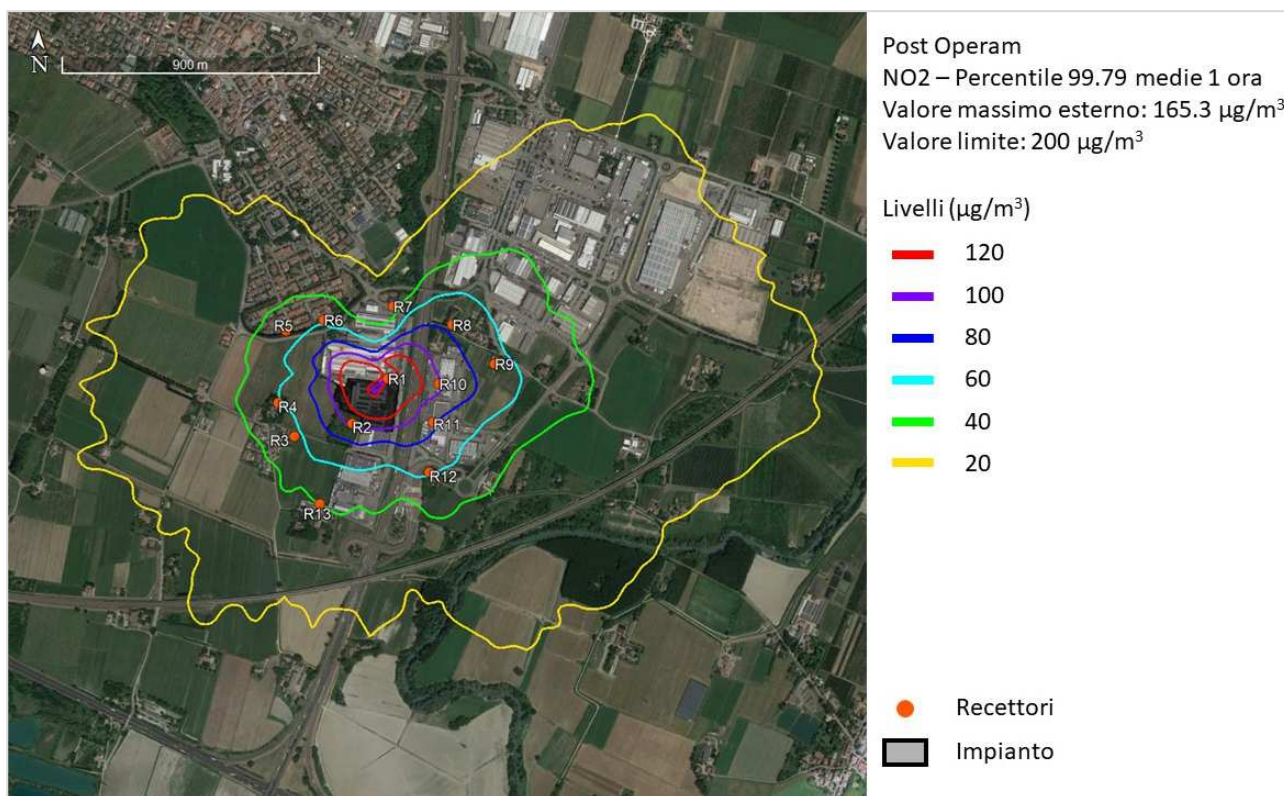 N
900 m
R7
R6
R5
R8
R9
R1
R10
R4
R2
R11
R3
R12
R13
Post Operam
NO2 – Percentile 99.79 medie 1 ora
Valore massimo esterno: 165.3 µg/m³
Valore limite: 200 µg/m³
Livelli (µg/m³)
120
100
80
60
40
20
Recettori
Impianto